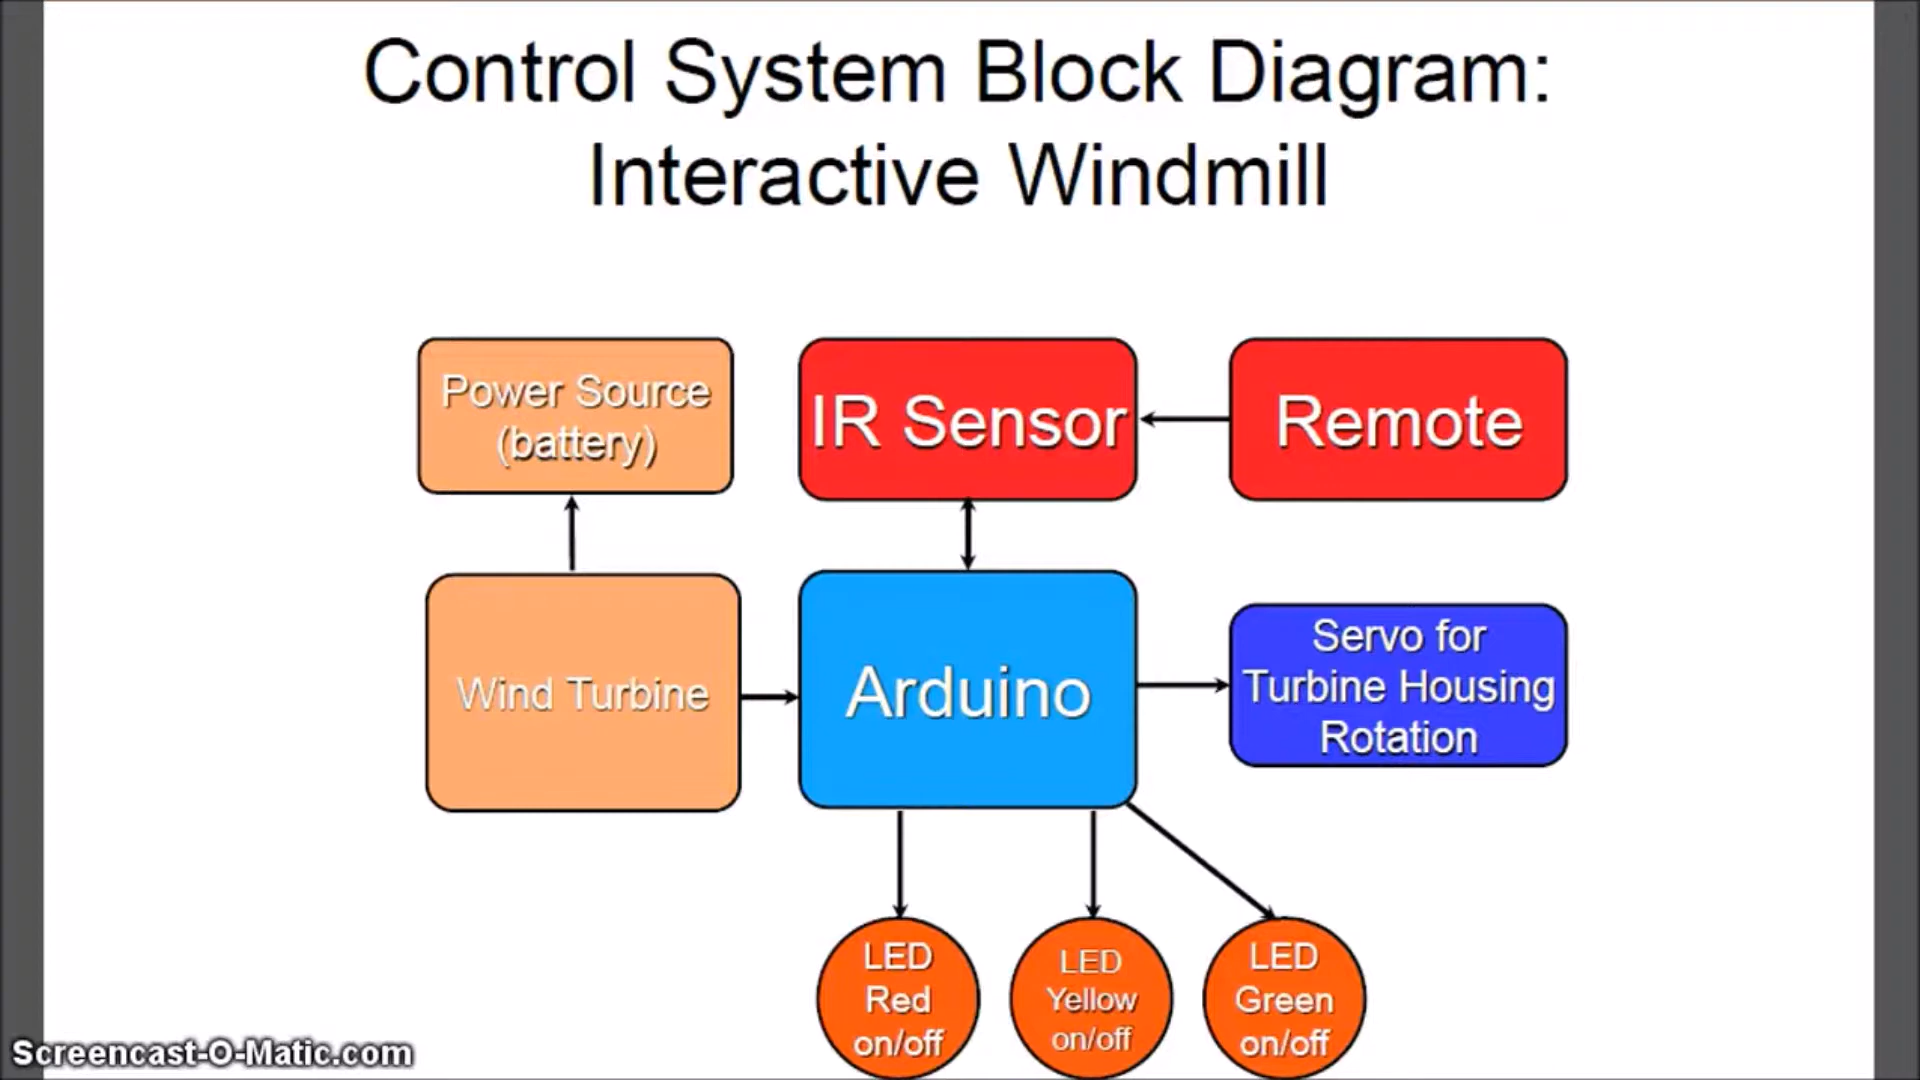 Control System Block Diagram:
Interactive Windmill
Power Source
(battery)
IR Sensor
Remote
Wind Turbine
Arduino
Servo for
Turbine Housing
Rotation
LED
Red
on/off
LED
Yellow
on/off
LED
Green
on/off
Screencast-O-Matic.com